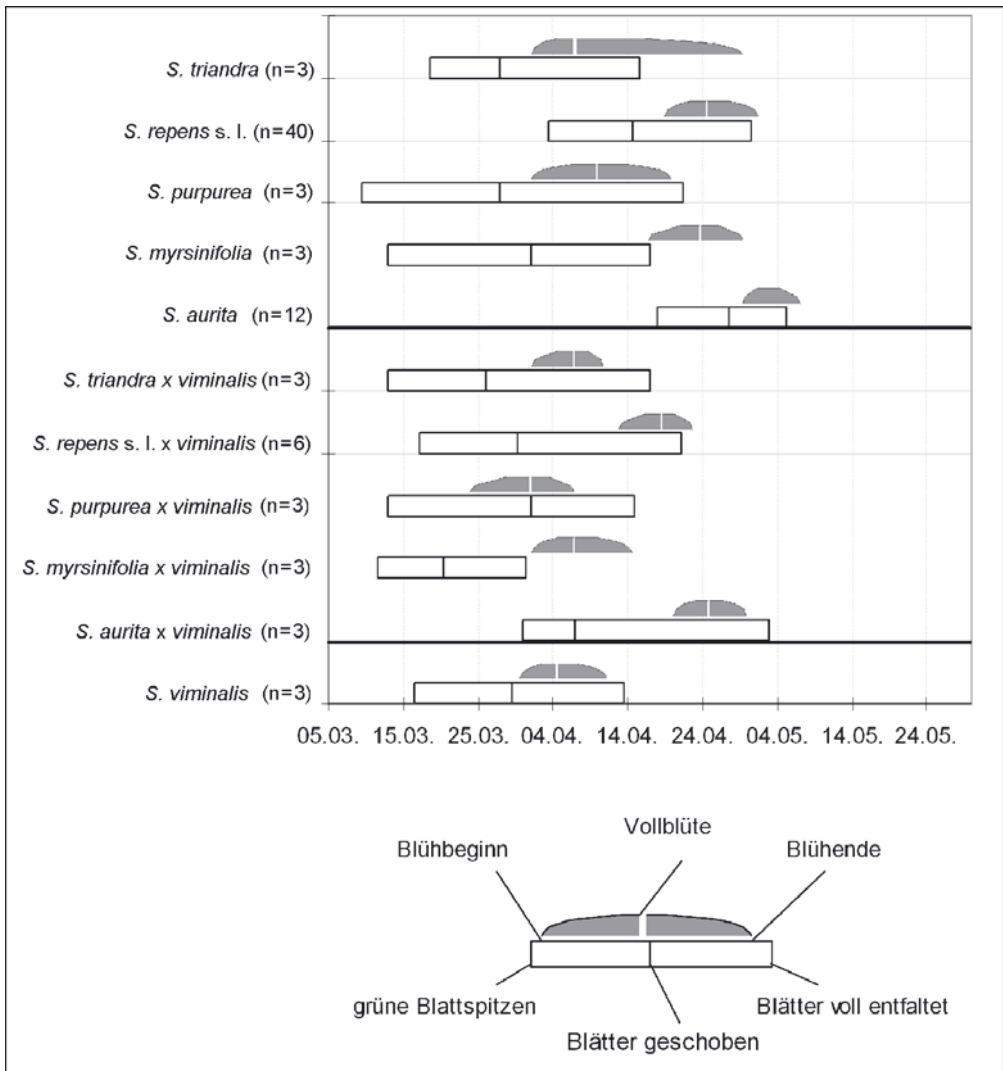 S. triandra (n=3)
S. repens s. l. (n=40)
S. purpurea (n=3)
S. myrsinifolia (n=3)
S. aurita (n=12)
S. triandra x viminalis (n=3)
S. repens s. l. x viminalis (n=6)
S. purpurea x viminalis (n=3)
S. myrsinifolia x viminalis (n=3)
S. aurita x viminalis (n=3)
S. viminalis (n=3)
05.03. 15.03. 25.03. 04.04. 14.04. 24.04. 04.05. 14.05. 24.05.
Vollblüte
Blühbeginn Blühende
grüne Blattspitzen Blätter voll entfaltet
Blätter geschoben